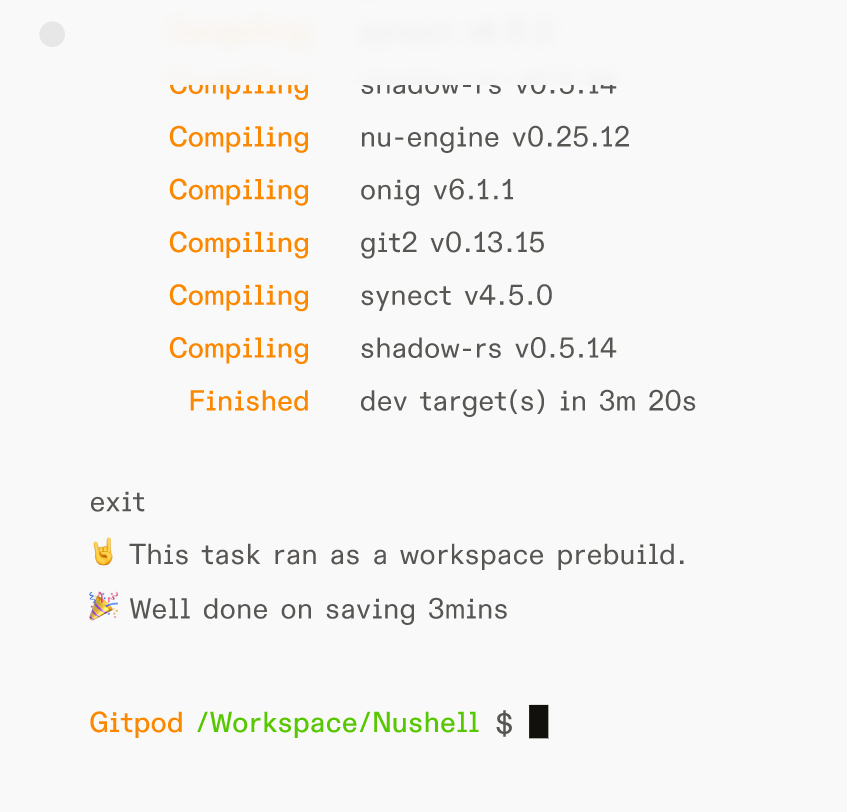 Compiling shadow-rs v0.5.14
Compiling nu-engine v0.25.12
Compiling onig v6.1.1
Compiling git2 v0.13.15
Compiling synect v4.5.0
Compiling shadow-rs v0.5.14
Finished dev target(s) in 3m 20s
exit
🤘 This task ran as a workspace prebuild.
🎉 Well done on saving 3mins
Gitpod /Workspace/Nushell $